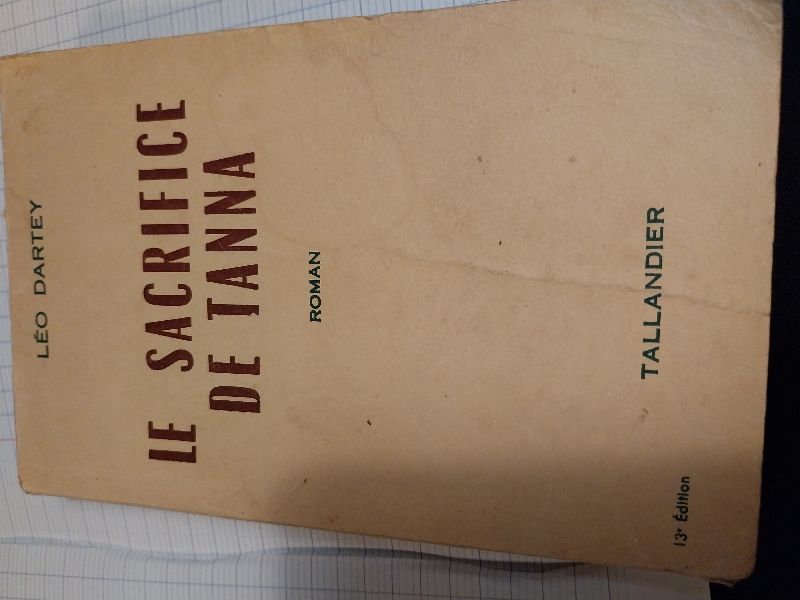 LÉO DARTEY
LE SACRIFICE
DE TANNA
ROMAN
TALLANDIER
13e Édition